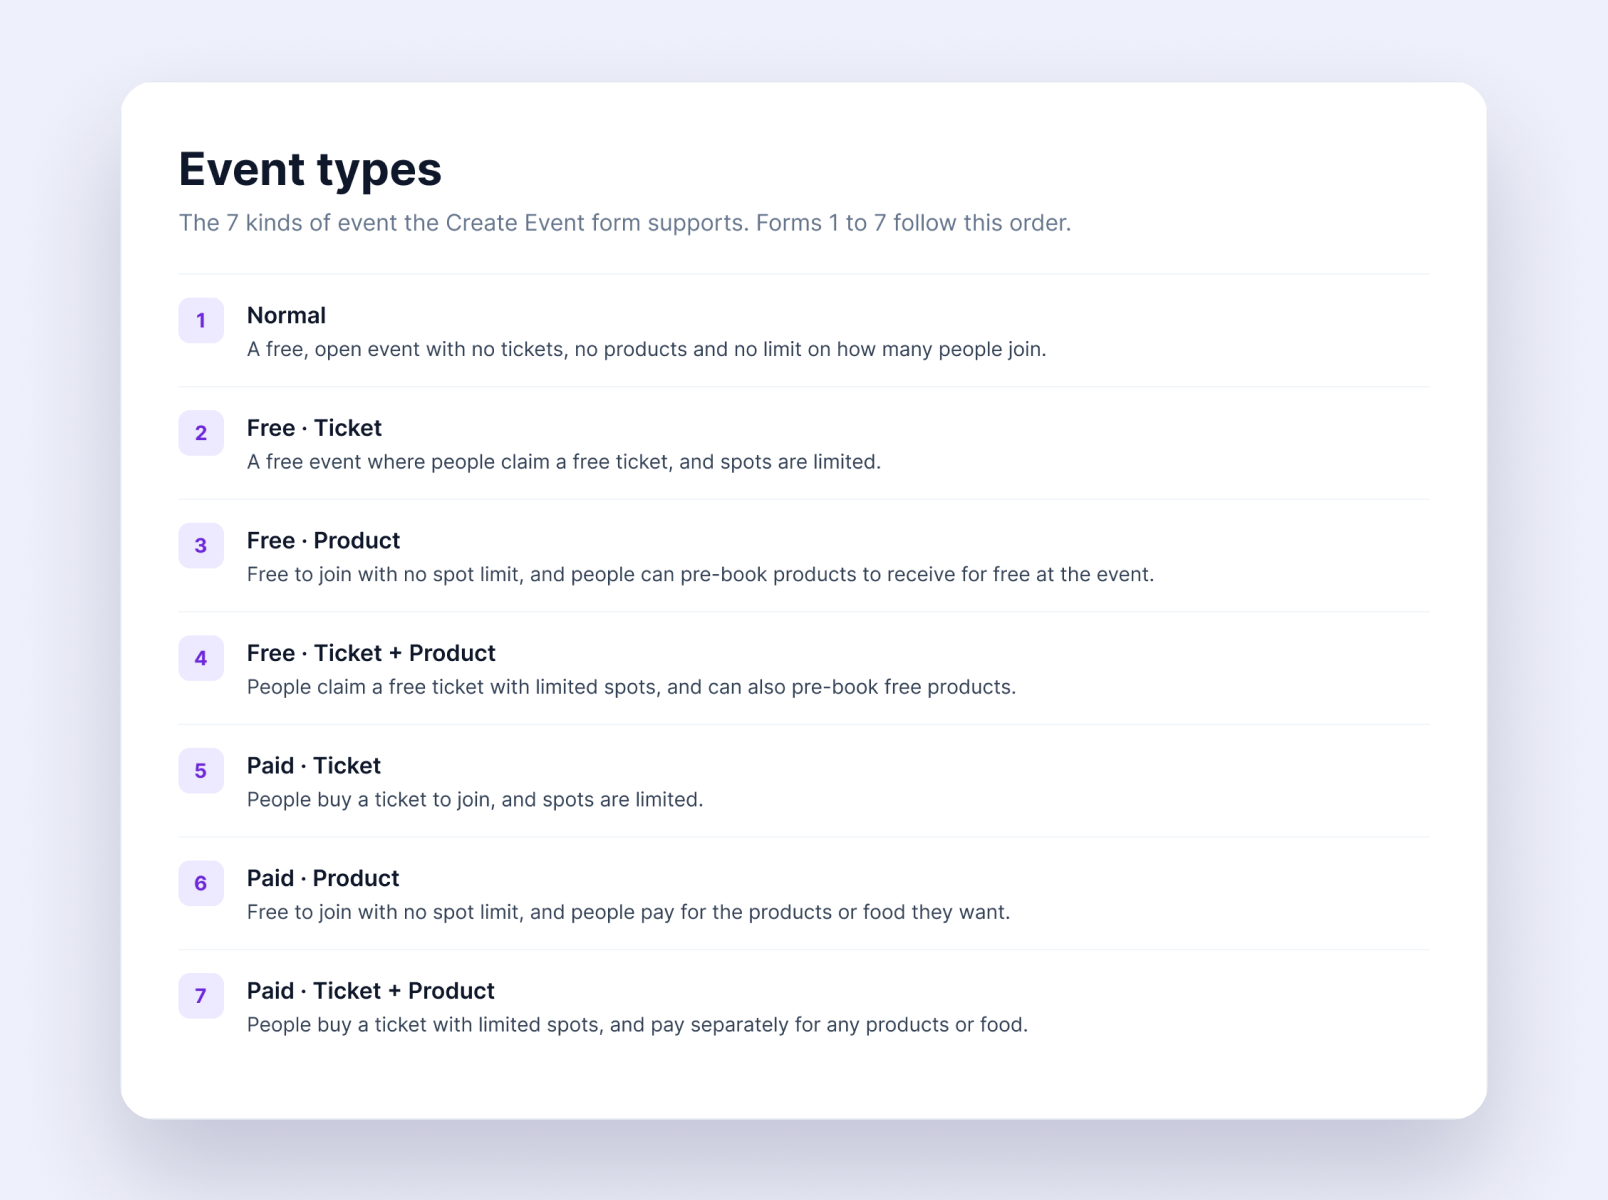 Event types
The 7 kinds of event the Create Event form supports. Forms 1 to 7 follow this order.
1
Normal
A free, open event with no tickets, no products and no limit on how many people join.
2
Free · Ticket
A free event where people claim a free ticket, and spots are limited.
3
Free · Product
Free to join with no spot limit, and people can pre-book products to receive for free at the event.
4
Free · Ticket + Product
People claim a free ticket with limited spots, and can also pre-book free products.
5
Paid · Ticket
People buy a ticket to join, and spots are limited.
6
Paid · Product
Free to join with no spot limit, and people pay for the products or food they want.
7
Paid · Ticket + Product
People buy a ticket with limited spots, and pay separately for any products or food.